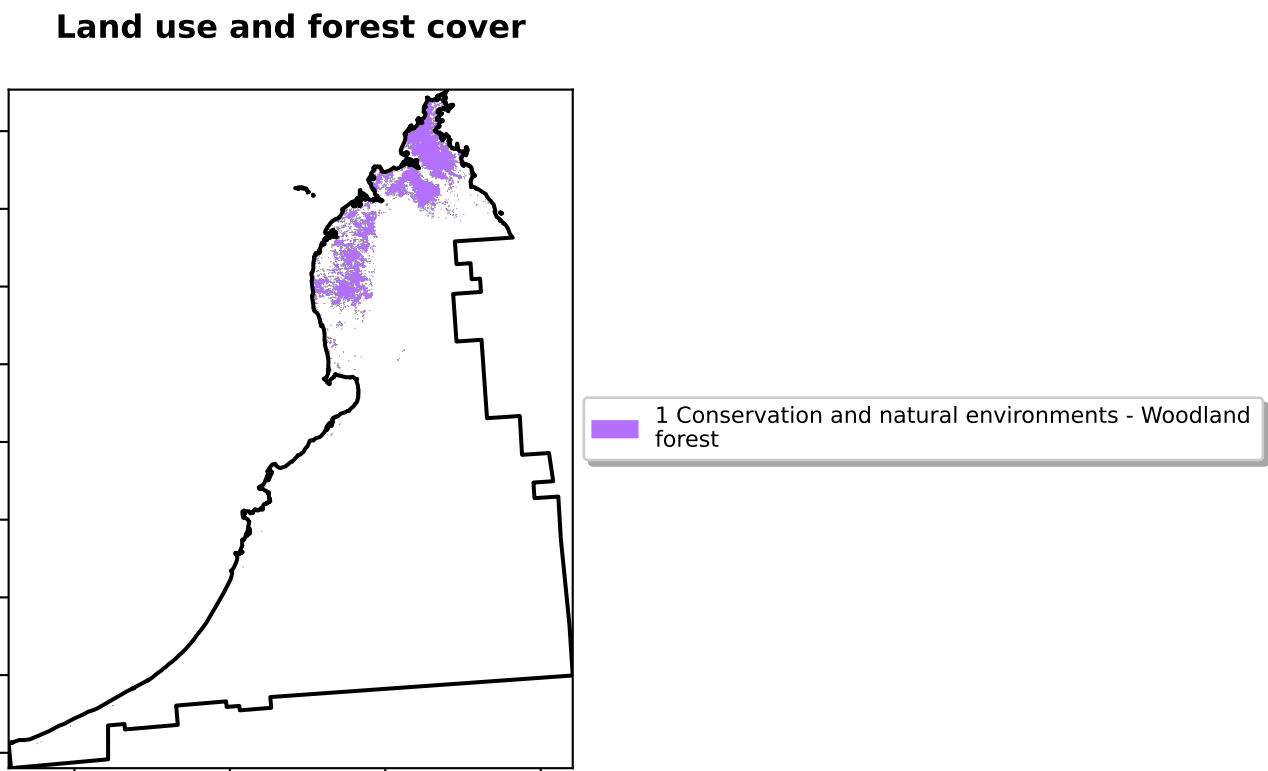 Land use and forest cover
1 Conservation and natural environments - Woodland
forest